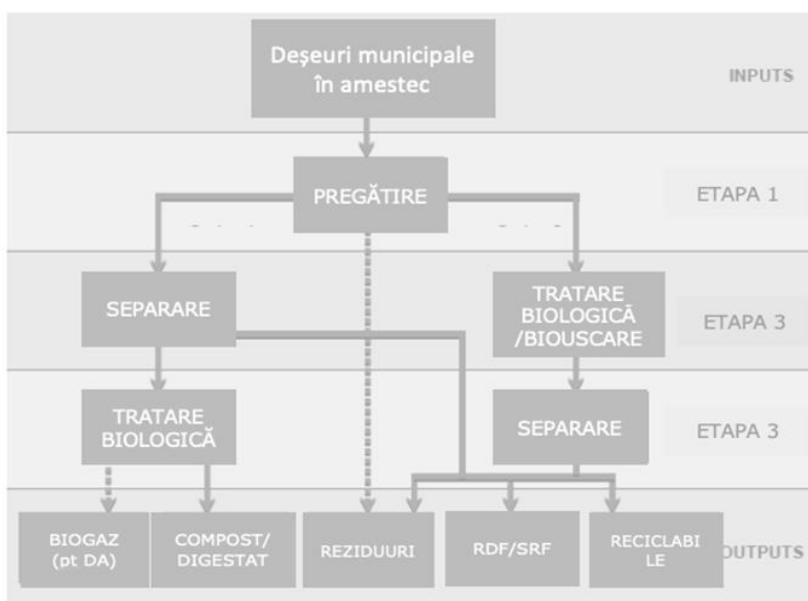 Deșeuri municipale
în amestec
INPUTS
PREGĂTIRE
ETAPA 1
SEPARARE
TRATARE
BIOLOGICĂ
/BIOUSCARE
ETAPA 3
TRATARE
BIOLOGICĂ
SEPARARE
ETAPA 3
BIOGAZ
(pt DA)
COMPOST/
DIGESTAT
REZIDUURI
RDF/SRF
RECICLABI
LE
OUTPUTS